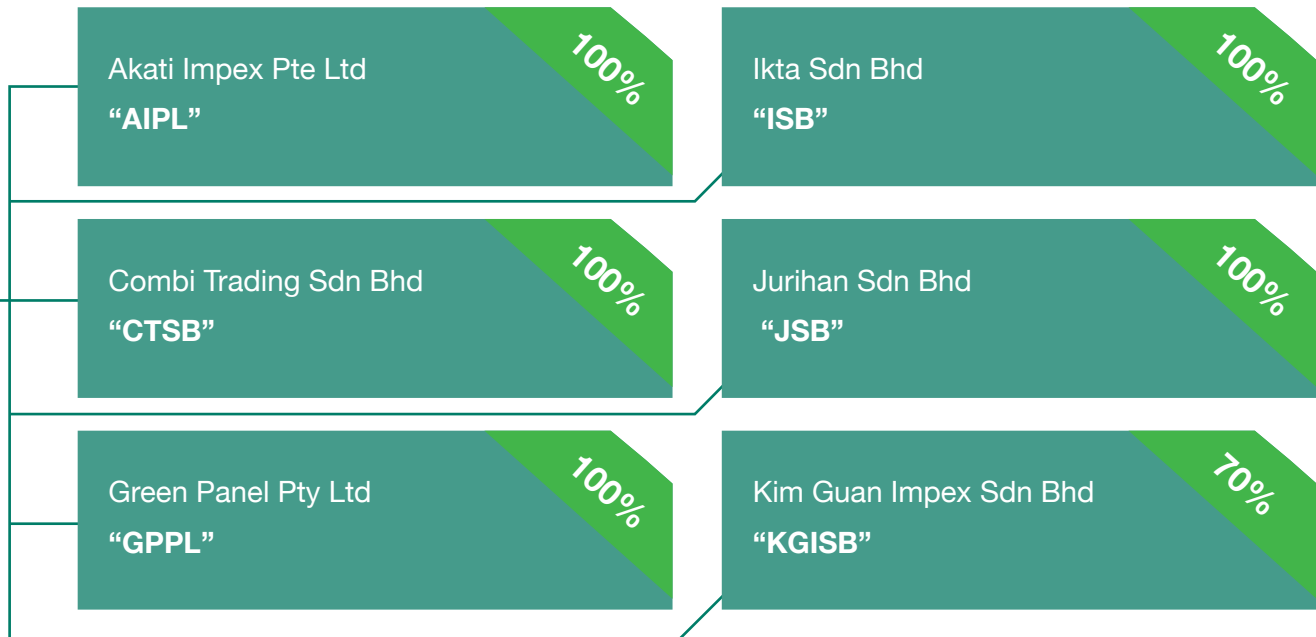 Akati Impex Pte Ltd
“AIPL”
100%
Ikta Sdn Bhd
“ISB”
100%
Combi Trading Sdn Bhd
“CTSB”
100%
Jurihan Sdn Bhd
“JSB”
100%
Green Panel Pty Ltd
“GPPL”
100%
Kim Guan Impex Sdn Bhd
“KGISB”
70%